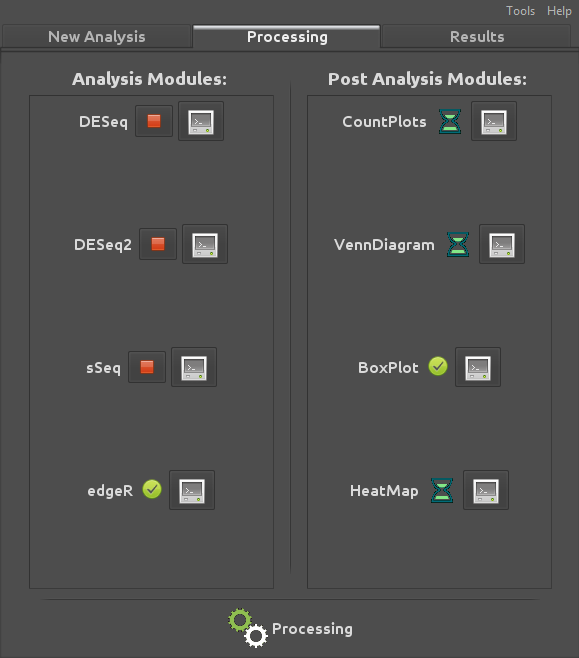 Tools Help
New Analysis Processing Results
Analysis Modules: Post Analysis Modules:
DESeq CountPlots
DESeq2 VennDiagram
sSeq BoxPlot
edgeR HeatMap
Processing